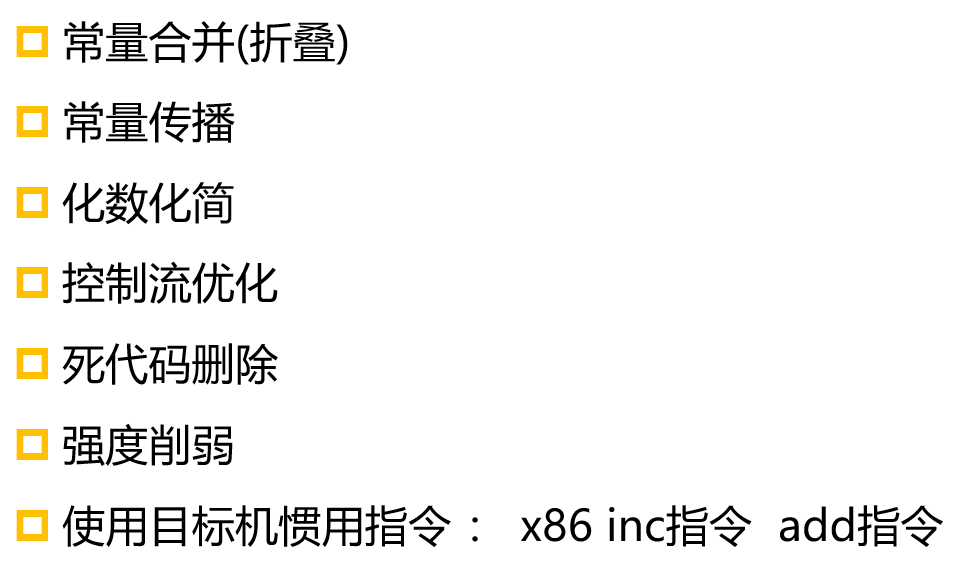 常量合并(折叠)
常量传播
化数化简
控制流优化
死代码删除
强度削弱
使用目标机惯用指令： x86 inc指令 add指令